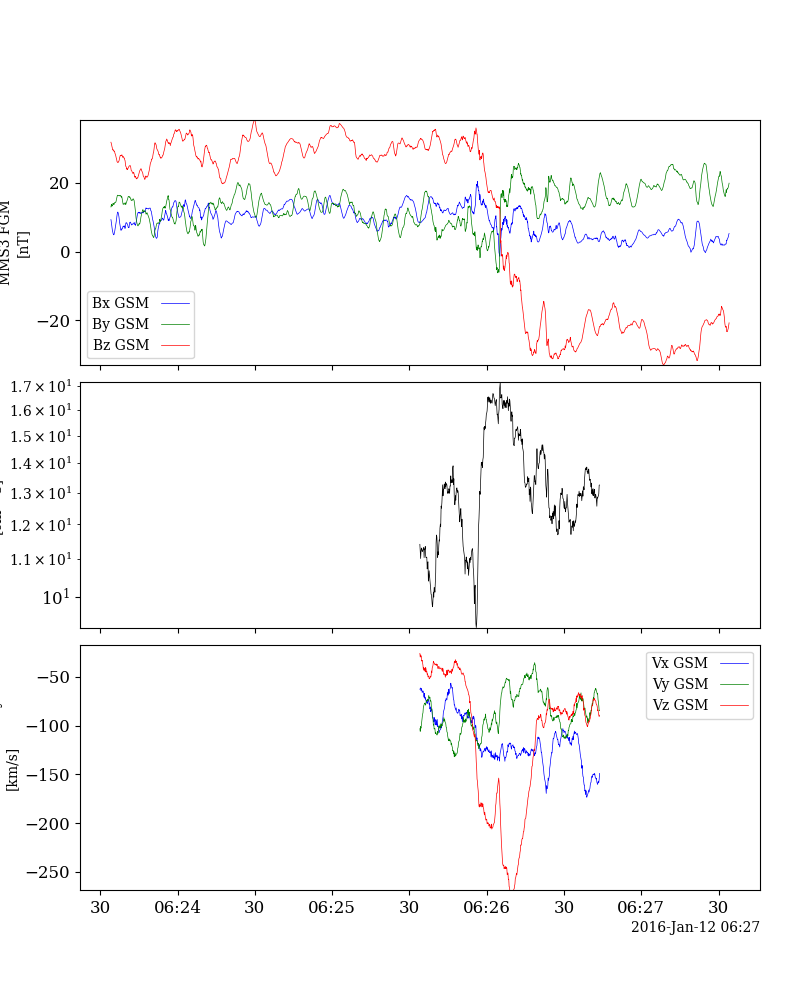 20
0
−20
MMS3 FGM
[nT]
Bx GSM
By GSM
Bz GSM
1.7 × 10¹
1.6 × 10¹
1.5 × 10¹
1.4 × 10¹
1.3 × 10¹
1.2 × 10¹
1.1 × 10¹
10¹
−50
−100
−150
−200
−250
[km/s]
Vx GSM
Vy GSM
Vz GSM
30 06:24 30 06:25 30 06:26 30 06:27 30
2016-Jan-12 06:27